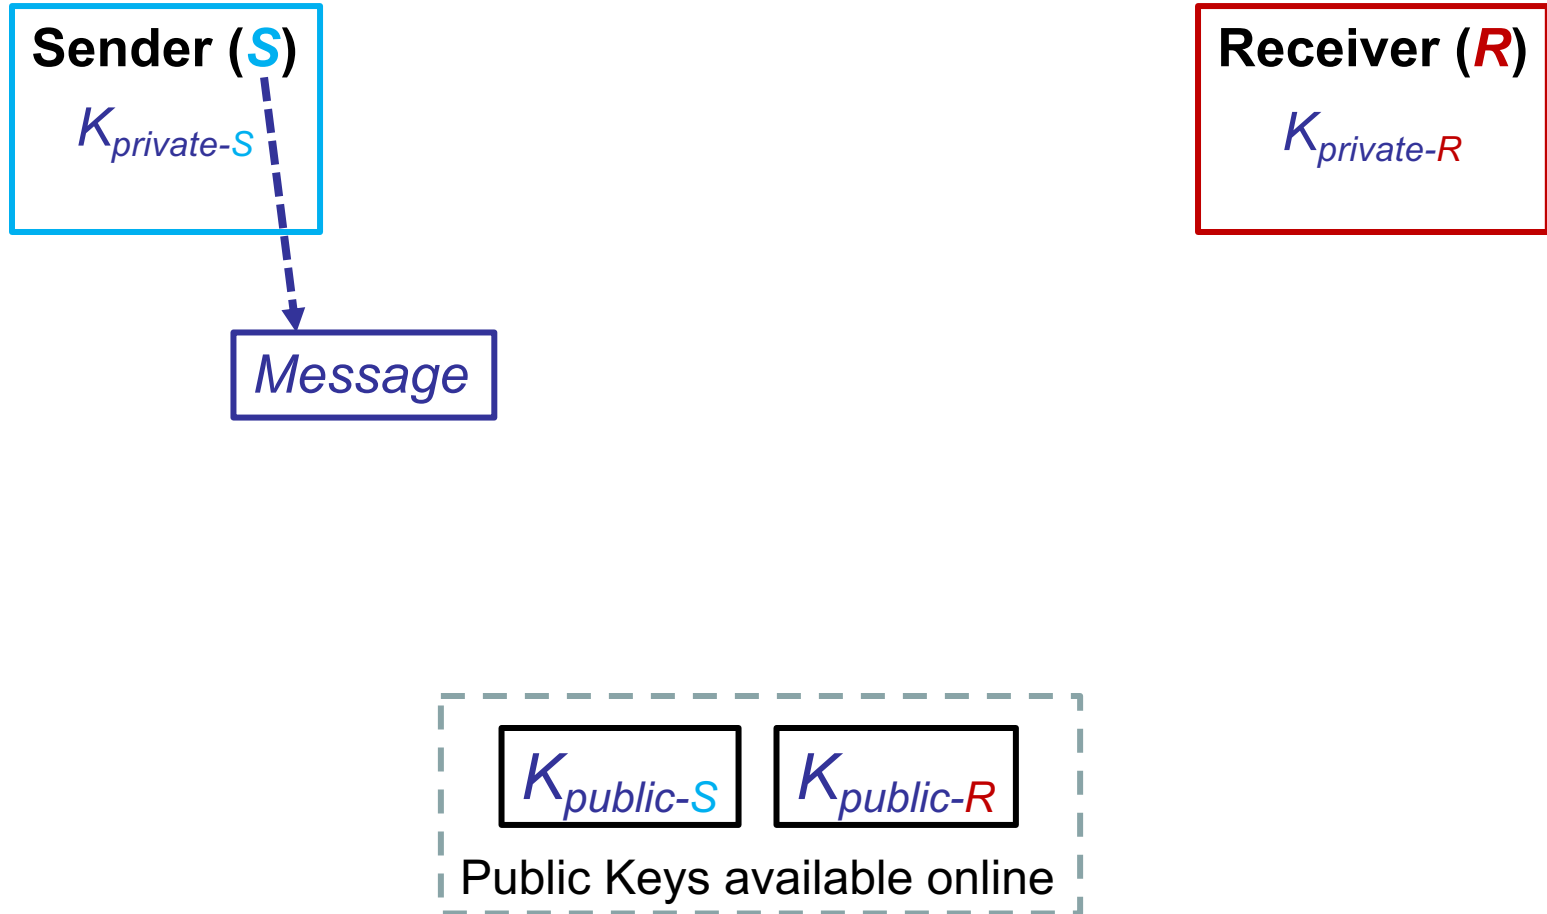 Sender (S)
Kprivate-S
Receiver (R)
Kprivate-R
Message
Kpublic-S
Kpublic-R
Public Keys available online